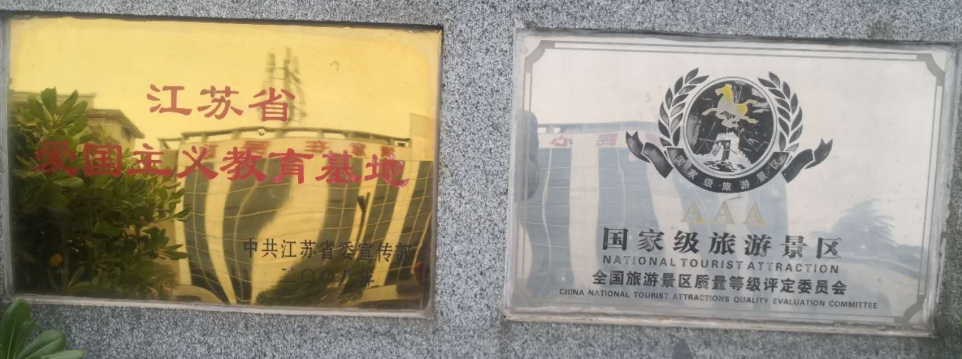 江苏省
爱国主义教育基地
中共江苏省委宣传部
国家级旅游景区
AAA
国家级旅游景区
NATIONAL TOURIST ATTRACTION
全国旅游景区质量等级评定委员会
CHINA NATIONAL TOURIST ATTRACTIONS QUALITY EVALUATION COMMITTEE